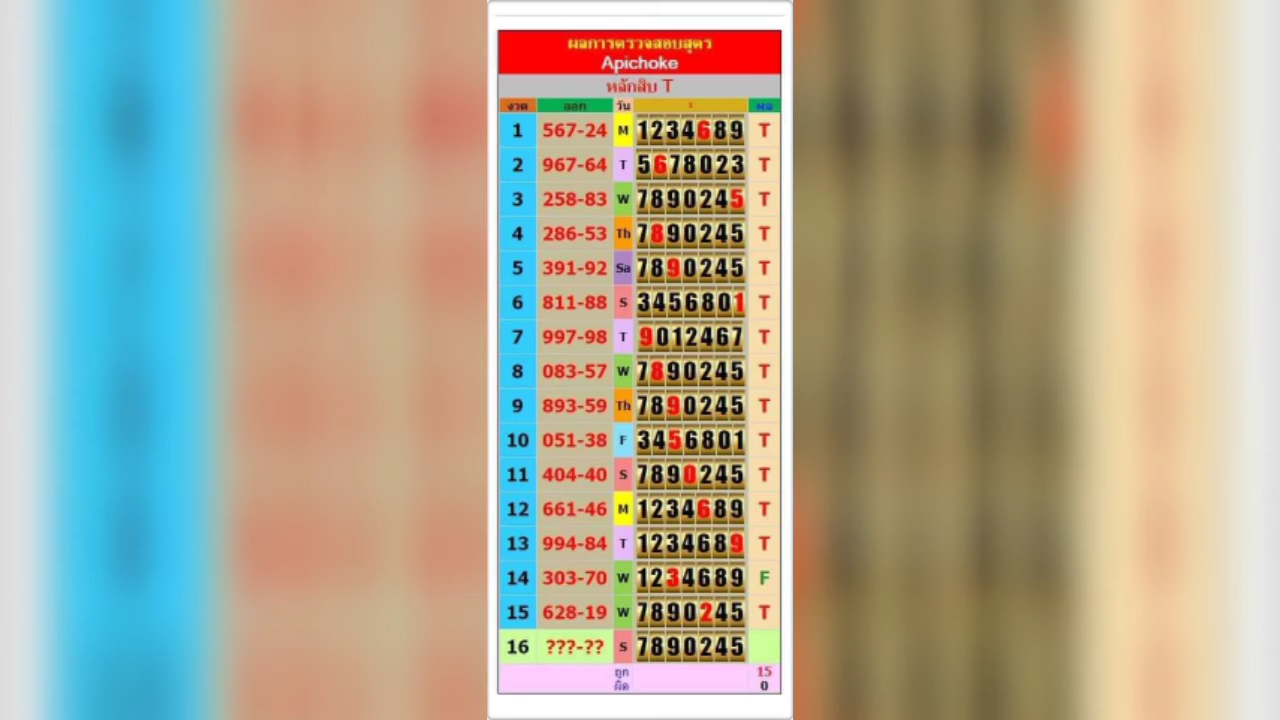 ผลการตรวจสอบสูตร
Apichoke
หลักสิบ T
งวด ออก วัน : ผล
1 567-24 M 1234689 T
2 967-64 T 5678023 T
3 258-83 W 7890245 T
4 286-53 Th 7890245 T
5 391-92 Sa 7890245 T
6 811-88 S 3456801 T
7 997-98 T 9012467 T
8 083-57 W 7890245 T
9 893-59 Th 7890245 T
10 051-38 F 3456801 T
11 404-40 S 7890245 T
12 661-46 M 1234689 T
13 994-84 T 1234689 T
14 303-70 W 1234689 F
15 628-19 W 7890245 T
16 ???-?? S 7890245
ถูก 15
ผิด 0